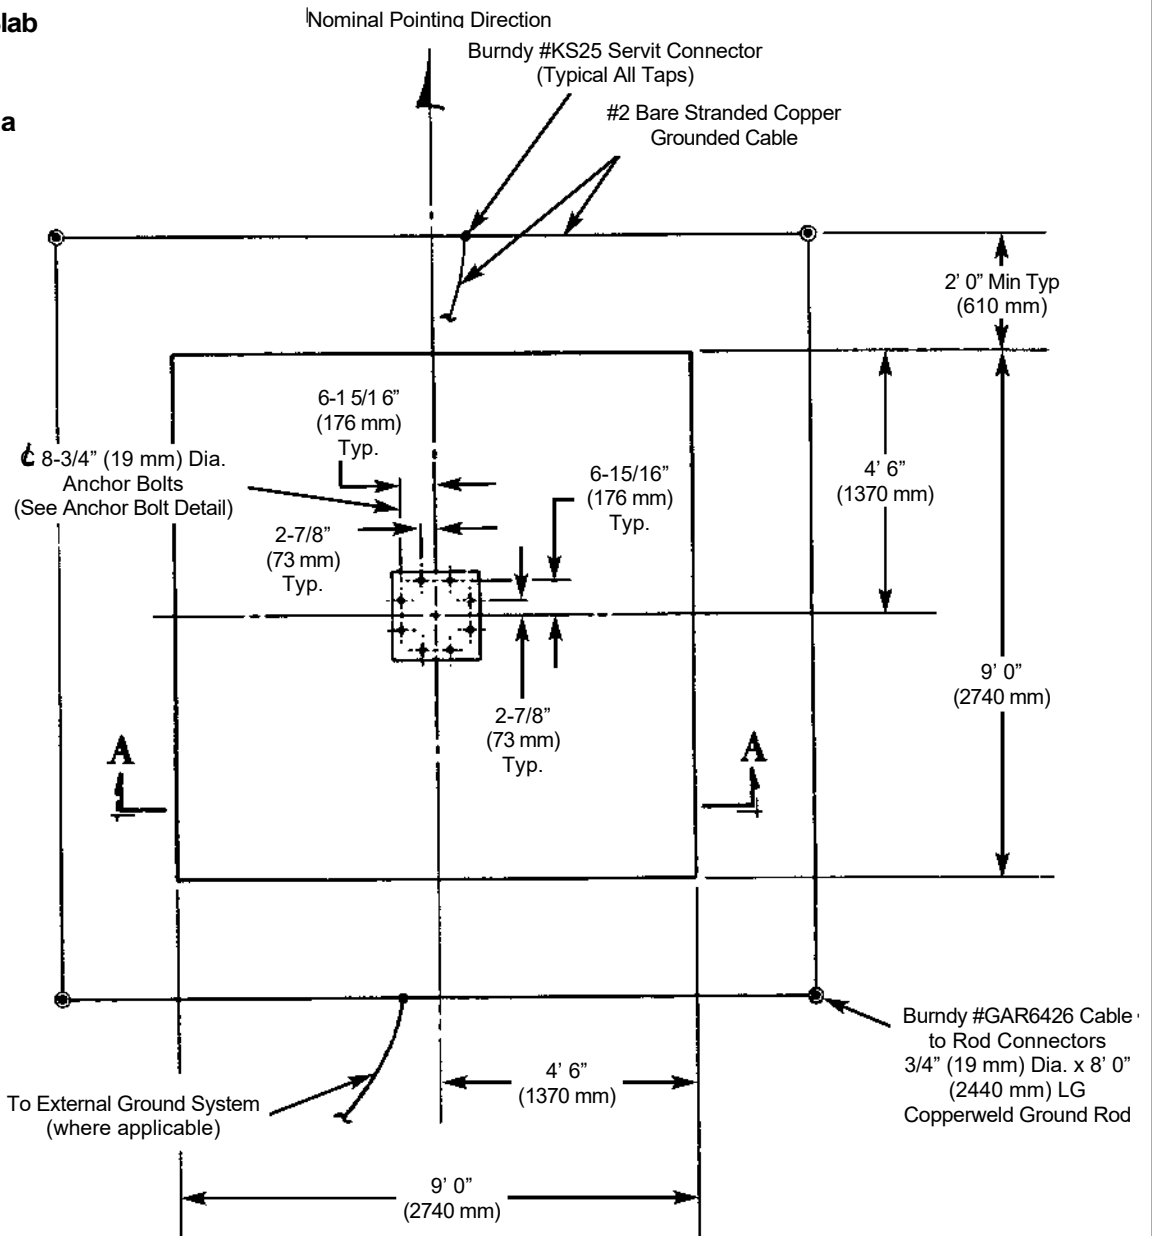 lab
a
Nominal Pointing Direction
Burndy #KS25 Servit Connector
(Typical All Taps)
#2 Bare Stranded Copper
Grounded Cable
2’ 0” Min Typ
(610 mm)
6-1 5/1 6”
(176 mm)
Typ.
℄ 8-3/4” (19 mm) Dia.
Anchor Bolts
(See Anchor Bolt Detail)
6-15/16”
(176 mm)
Typ.
4’ 6”
(1370 mm)
2-7/8”
(73 mm)
Typ.
9’ 0”
(2740 mm)
2-7/8”
(73 mm)
Typ.
A
A
Burndy #GAR6426 Cable
to Rod Connectors
3/4” (19 mm) Dia. x 8’ 0”
(2440 mm) LG
Copperweld Ground Rod
4’ 6”
(1370 mm)
To External Ground System
(where applicable)
9’ 0”
(2740 mm)